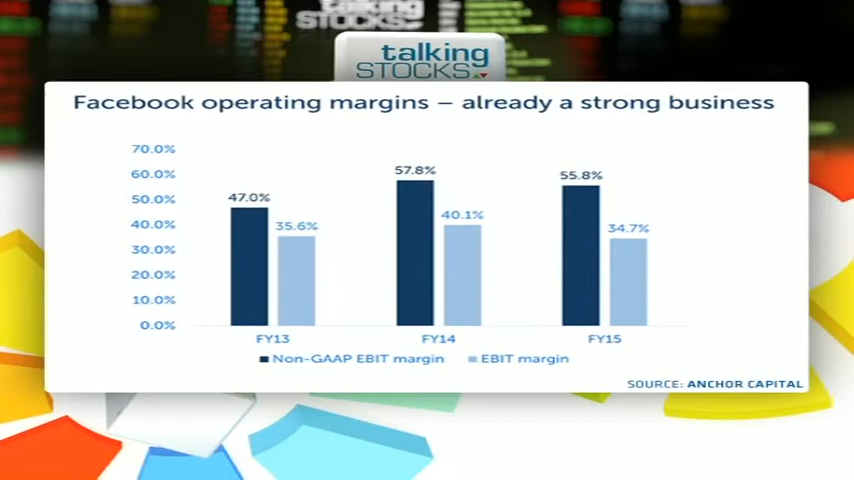 talking
STOCKS
talking
STOCKS
Facebook operating margins – already a strong business
70.0%
60.0%
50.0%
40.0%
30.0%
20.0%
10.0%
0.0%
47.0%
35.6%
57.8%
40.1%
55.8%
34.7%
FY13
FY14
FY15
Non-GAAP EBIT margin
EBIT margin
SOURCE: ANCHOR CAPITAL